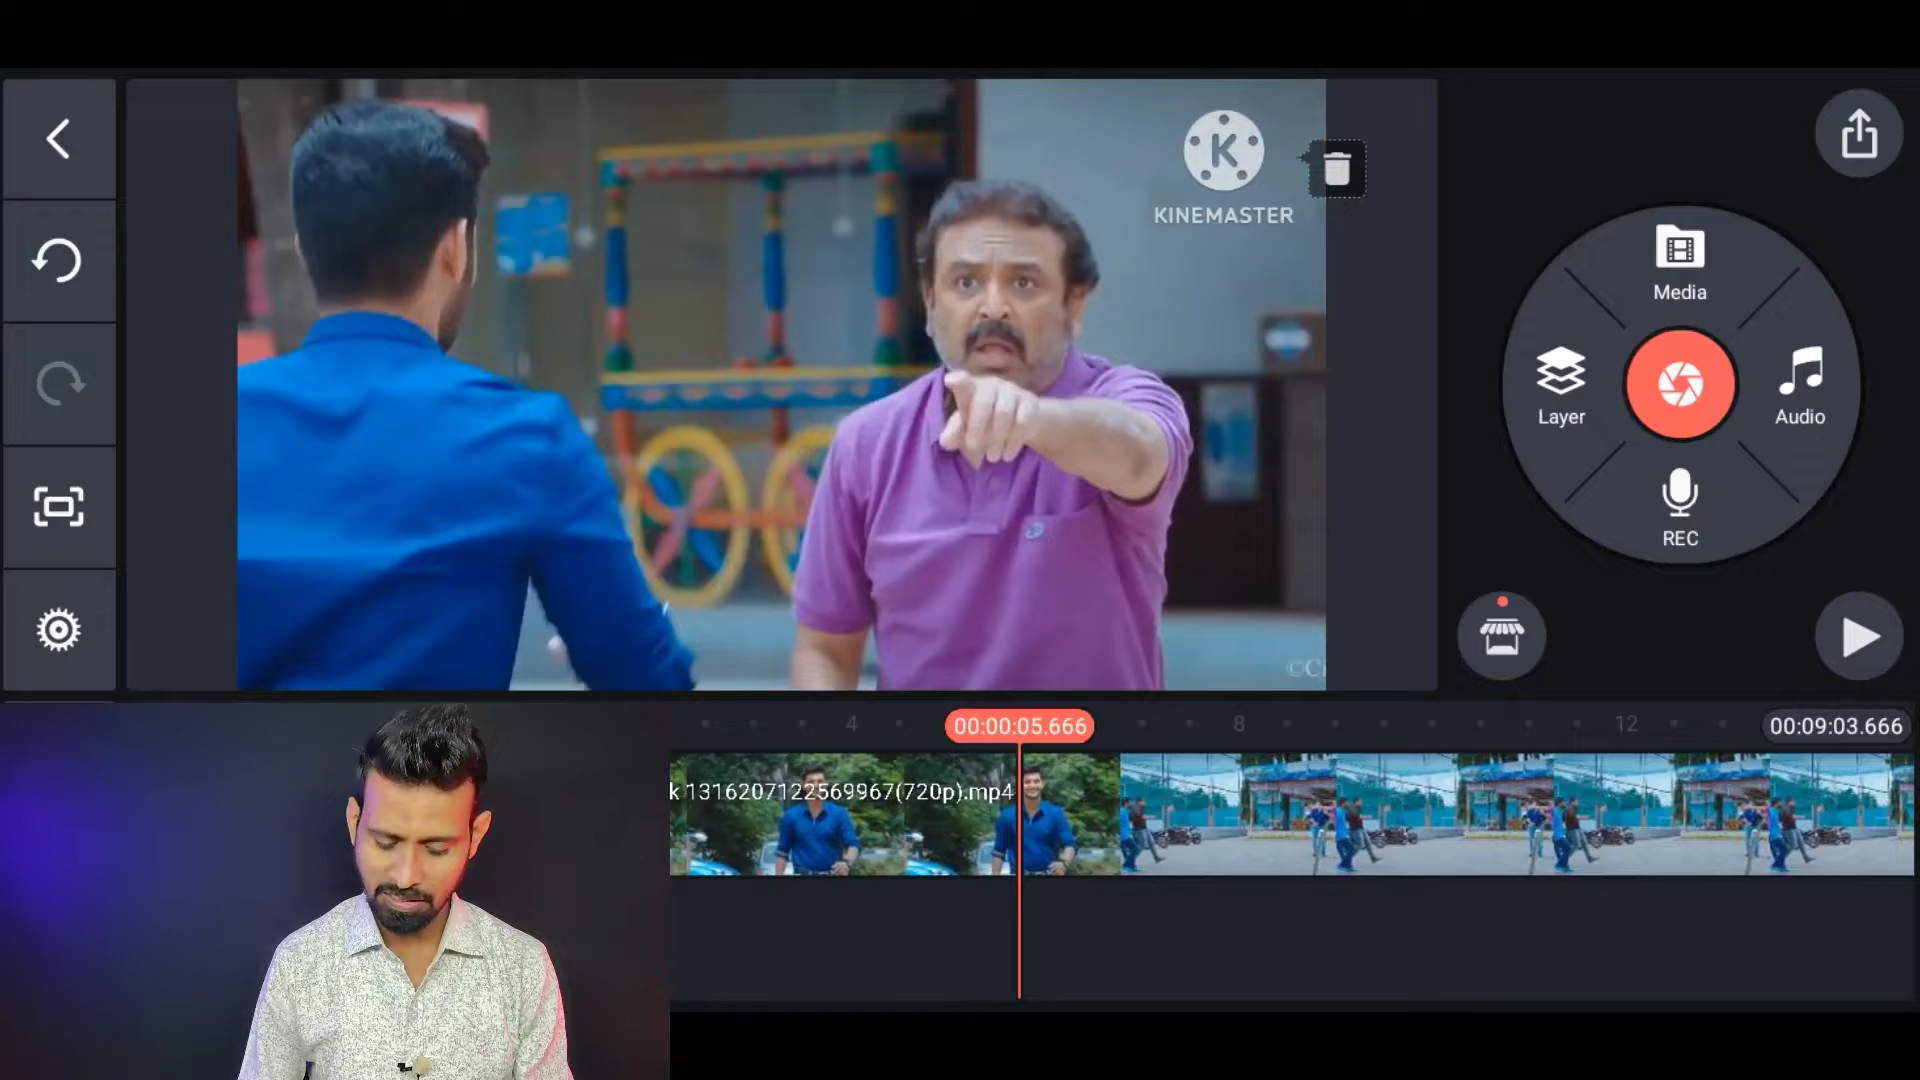 KINEMASTER
Media
Layer
Audio
REC
©C
4
00:00:05.666
8
12
00:09:03.666
k 1316207122569967(720p).mp4